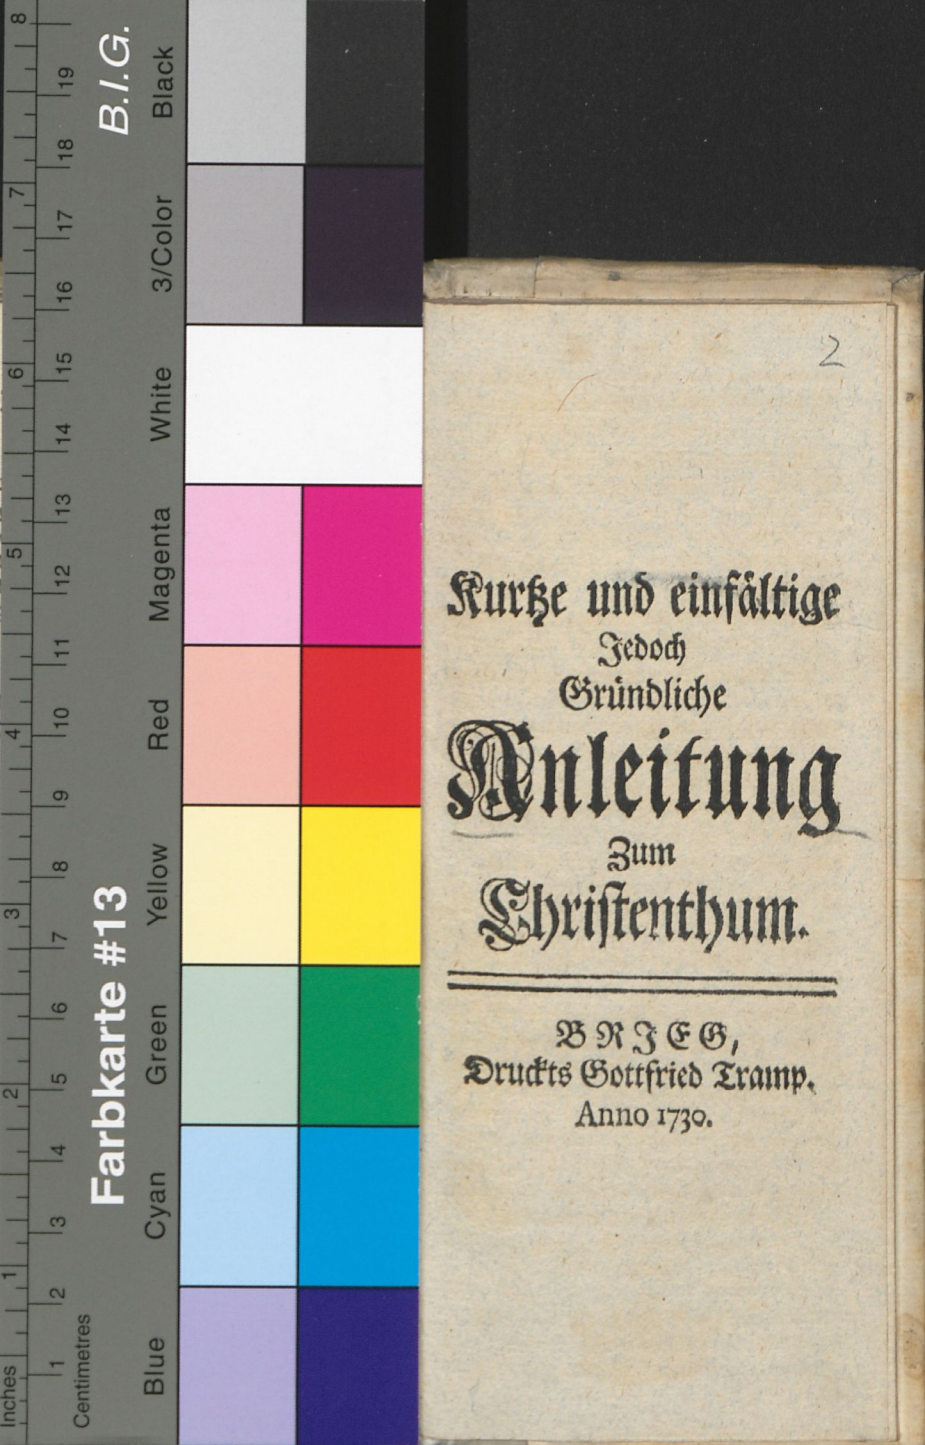 2
Kurtze und einfältige
Jedoch
Gründliche
Anleitung
Zum
Christenthum.
BRIEG,
Druckts Gottfried Tramp.
Anno 1730.
B.I.G.
Farbkarte #13
Black
3/Color
White
Magenta
Red
Yellow
Green
Cyan
Blue
8
7
6
5
4
3
2
1
Inches
19
18
17
16
15
14
13
12
11
10
9
8
7
6
5
4
3
2
1
Centimetres